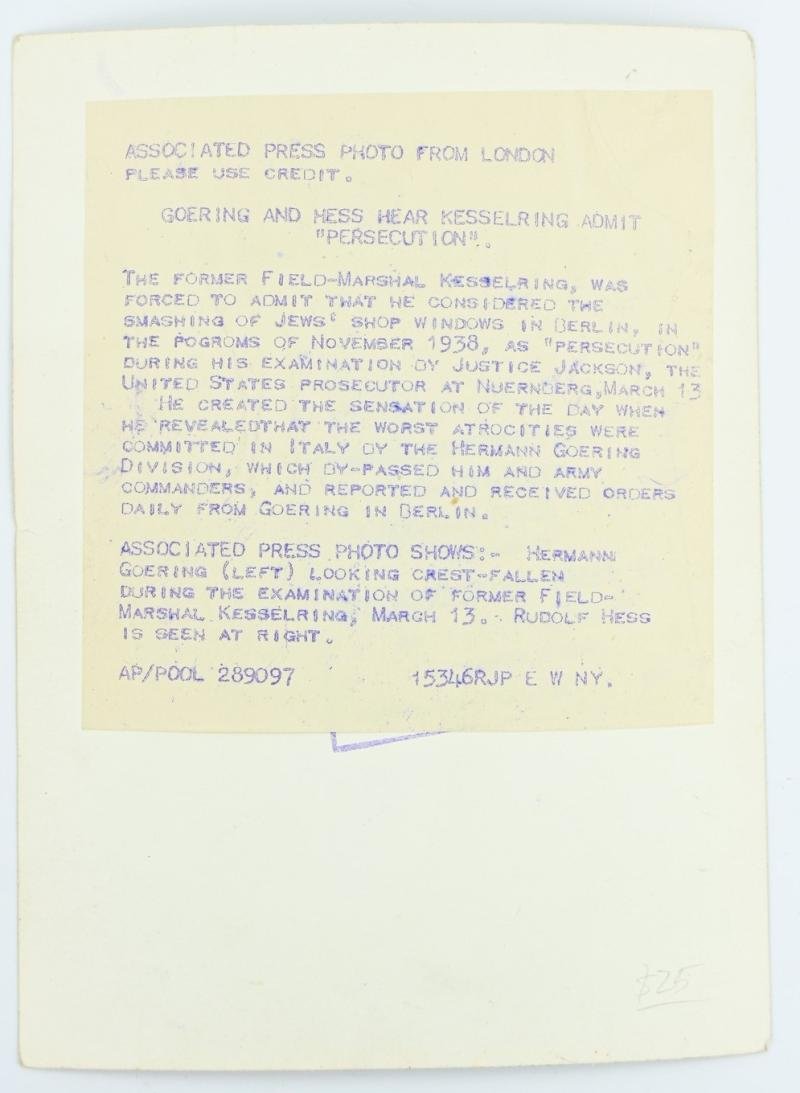 ASSOCIATED PRESS PHOTO FROM LONDON
PLEASE USE CREDIT.
GOERING AND HESS HEAR KESSELRING ADMIT
"PERSECUTION".
THE FORMER FIELD-MARSHAL KESSELRING, WAS
FORCED TO ADMIT THAT HE CONSIDERED THE
SMASHING OF JEWS' SHOP WINDOWS IN BERLIN, IN
THE POGROMS OF NOVEMBER 1938, AS "PERSECUTION"
DURING HIS EXAMINATION BY JUSTICE JACKSON, THE
UNITED STATES PROSECUTOR AT NUERNBERG,MARCH 13
HE CREATED THE SENSATION OF THE DAY WHEN
HE REVEALEDTHAT THE WORST ATROCITIES WERE
COMMITTED IN ITALY BY THE HERMANN GOERING
DIVISION, WHICH BY-PASSED HIM AND ARMY
COMMANDERS, AND REPORTED AND RECEIVED ORDERS
DAILY FROM GOERING IN BERLIN.
ASSOCIATED PRESS PHOTO SHOWS:- HERMANN
GOERING (LEFT) LOOKING CREST-FALLEN
DURING THE EXAMINATION OF FORMER FIELD-
MARSHAL KESSELRING, MARCH 13. RUDOLF HESS
IS SEEN AT RIGHT.
AP/POOL 289097 15346RJP E W NY.
$25